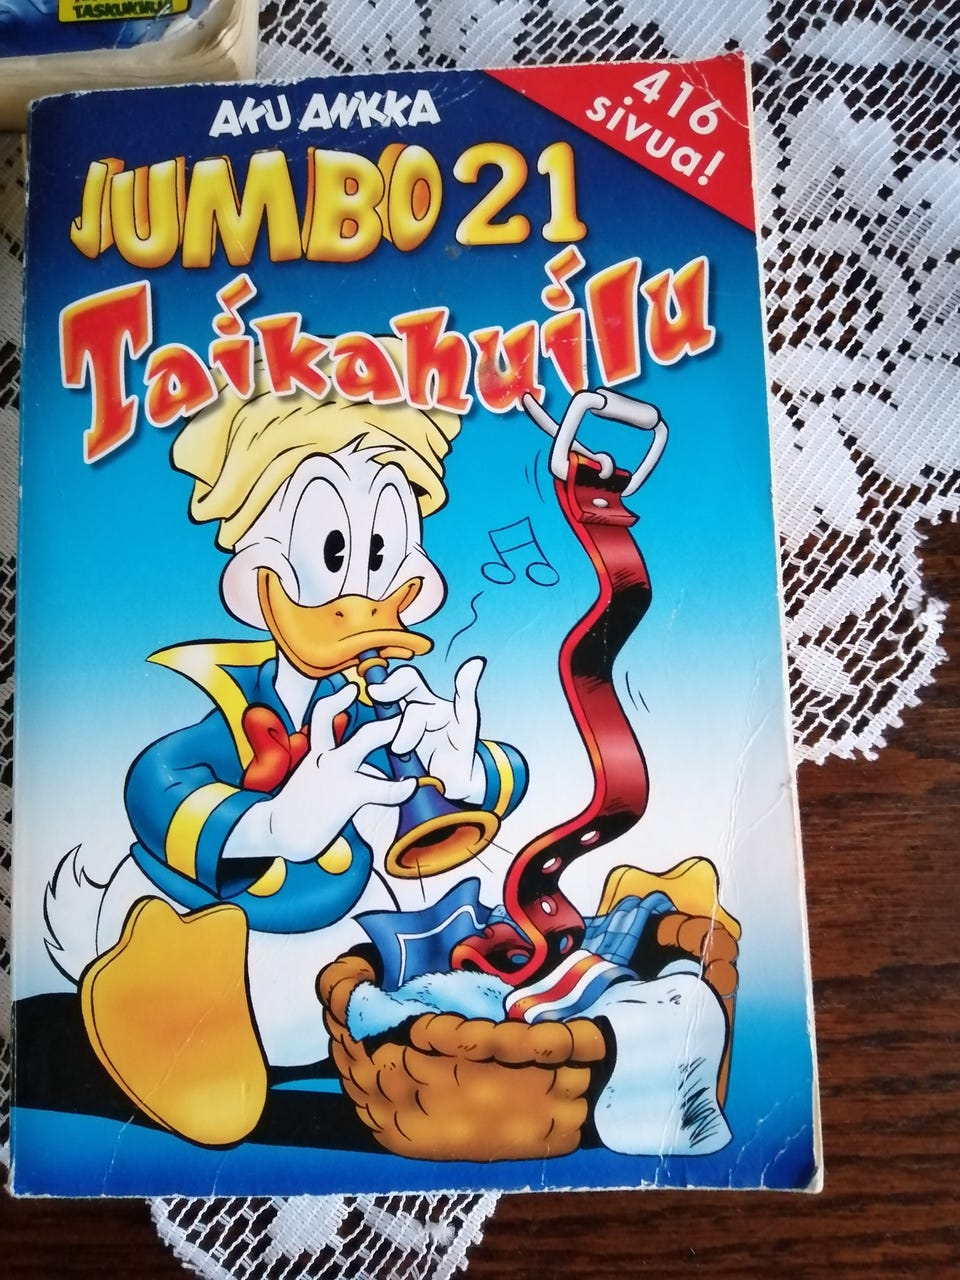 TASKUKIRJA
AKU ANKKA
JUMBO 21
416
sivua!
Taikahuilu